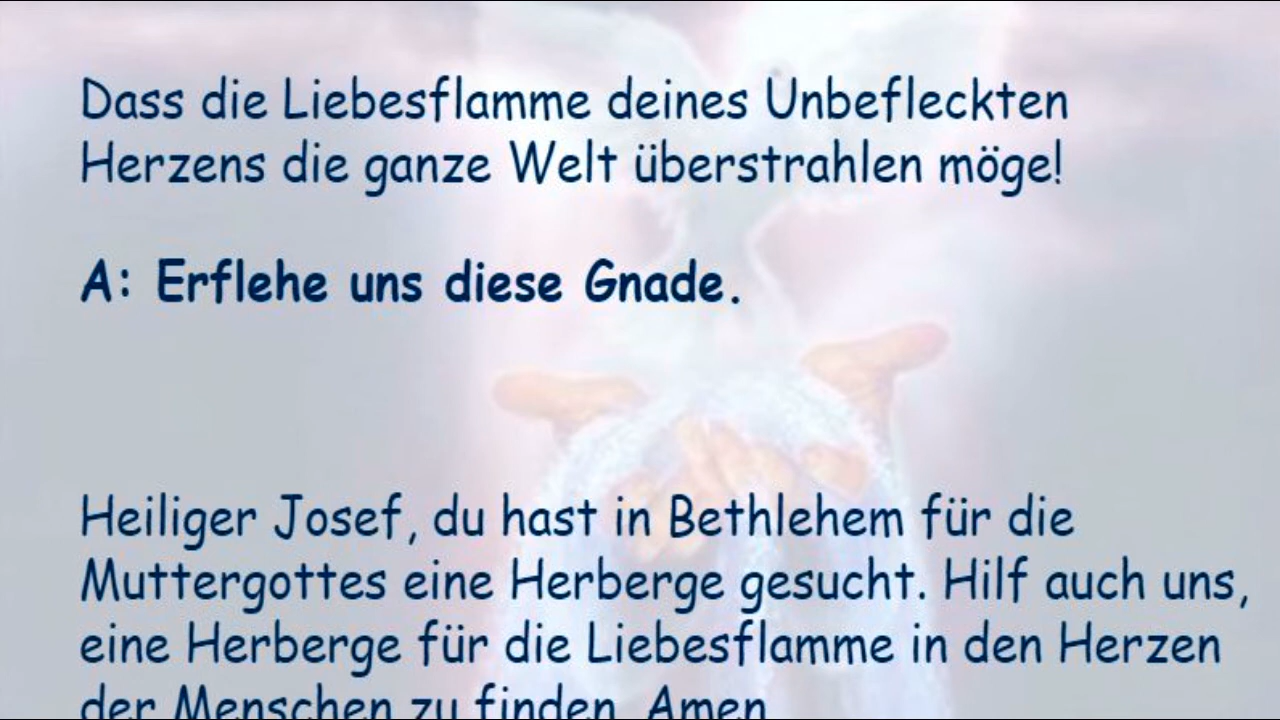 Dass die Liebesflamme deines Unbefleckten
Herzens die ganze Welt überstrahlen möge!
A: Erflehe uns diese Gnade.
Heiliger Josef, du hast in Bethlehem für die
Muttergottes eine Herberge gesucht. Hilf auch uns,
eine Herberge für die Liebesflamme in den Herzen
der Menschen zu finden. Amen